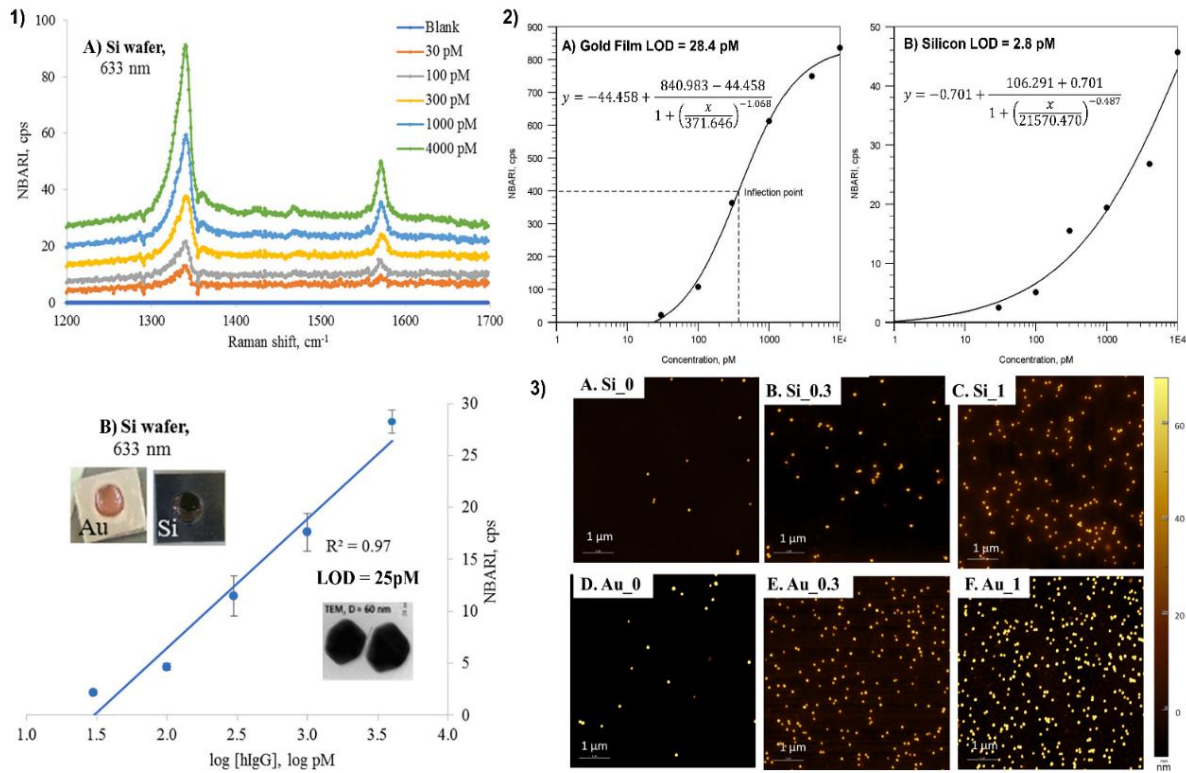 1)
A) Si wafer,
633 nm
Blank
30 pM
100 pM
300 pM
1000 pM
4000 pM
100
80
60
40
20
0
NBARI, cps
1200 1300 1400 1500 1600 1700
Raman shift, cm⁻¹
B) Si wafer,
633 nm
Au
Si
R² = 0.97
LOD = 25pM
TEM, D = 60 nm
30
25
20
15
10
5
0
NBARI, cps
1.0 1.5 2.0 2.5 3.0 3.5 4.0
log [hIgG], log pM
2)
A) Gold Film LOD = 28.4 pM
y = −44.458 + (840.983 − 44.458) / (1 + (x/371.646)^−1.068)
Inflection point
900
800
700
600
500
400
300
200
100
0
NBARI, cps
1 10 100 1000 1E4
Concentration, pM
B) Silicon LOD = 2.8 pM
y = −0.701 + (106.291 + 0.701) / (1 + (x/21570.470)^−0.487)
50
40
30
20
10
0
NBARI, cps
1 10 100 1000 1E4
Concentration, pM
3)
A. Si_0
1 µm
B. Si_0.3
1 µm
C. Si_1
1 µm
D. Au_0
1 µm
E. Au_0.3
1 µm
F. Au_1
1 µm
60
40
20
0
nm